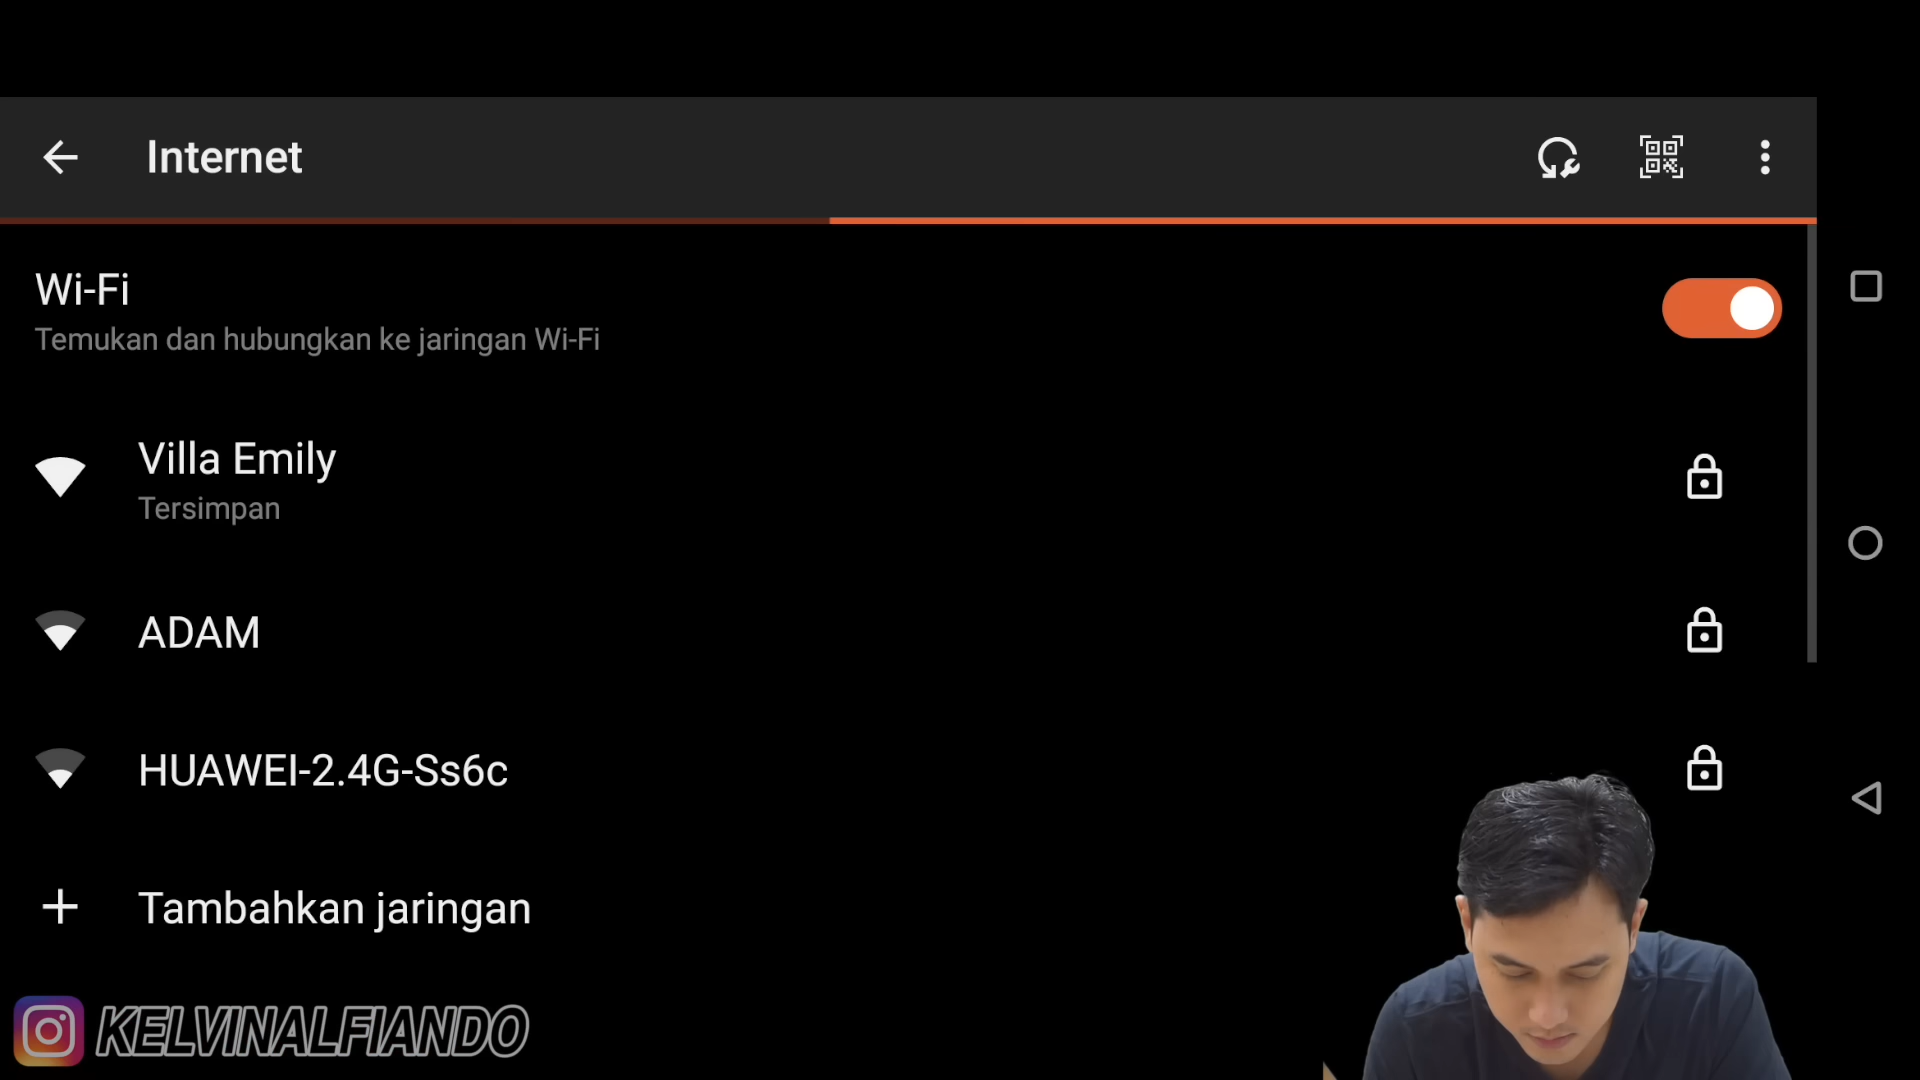 Internet
Wi-Fi
Temukan dan hubungkan ke jaringan Wi-Fi
Villa Emily
Tersimpan
ADAM
HUAWEI-2.4G-Ss6c
Tambahkan jaringan
KELVINALFIANDO